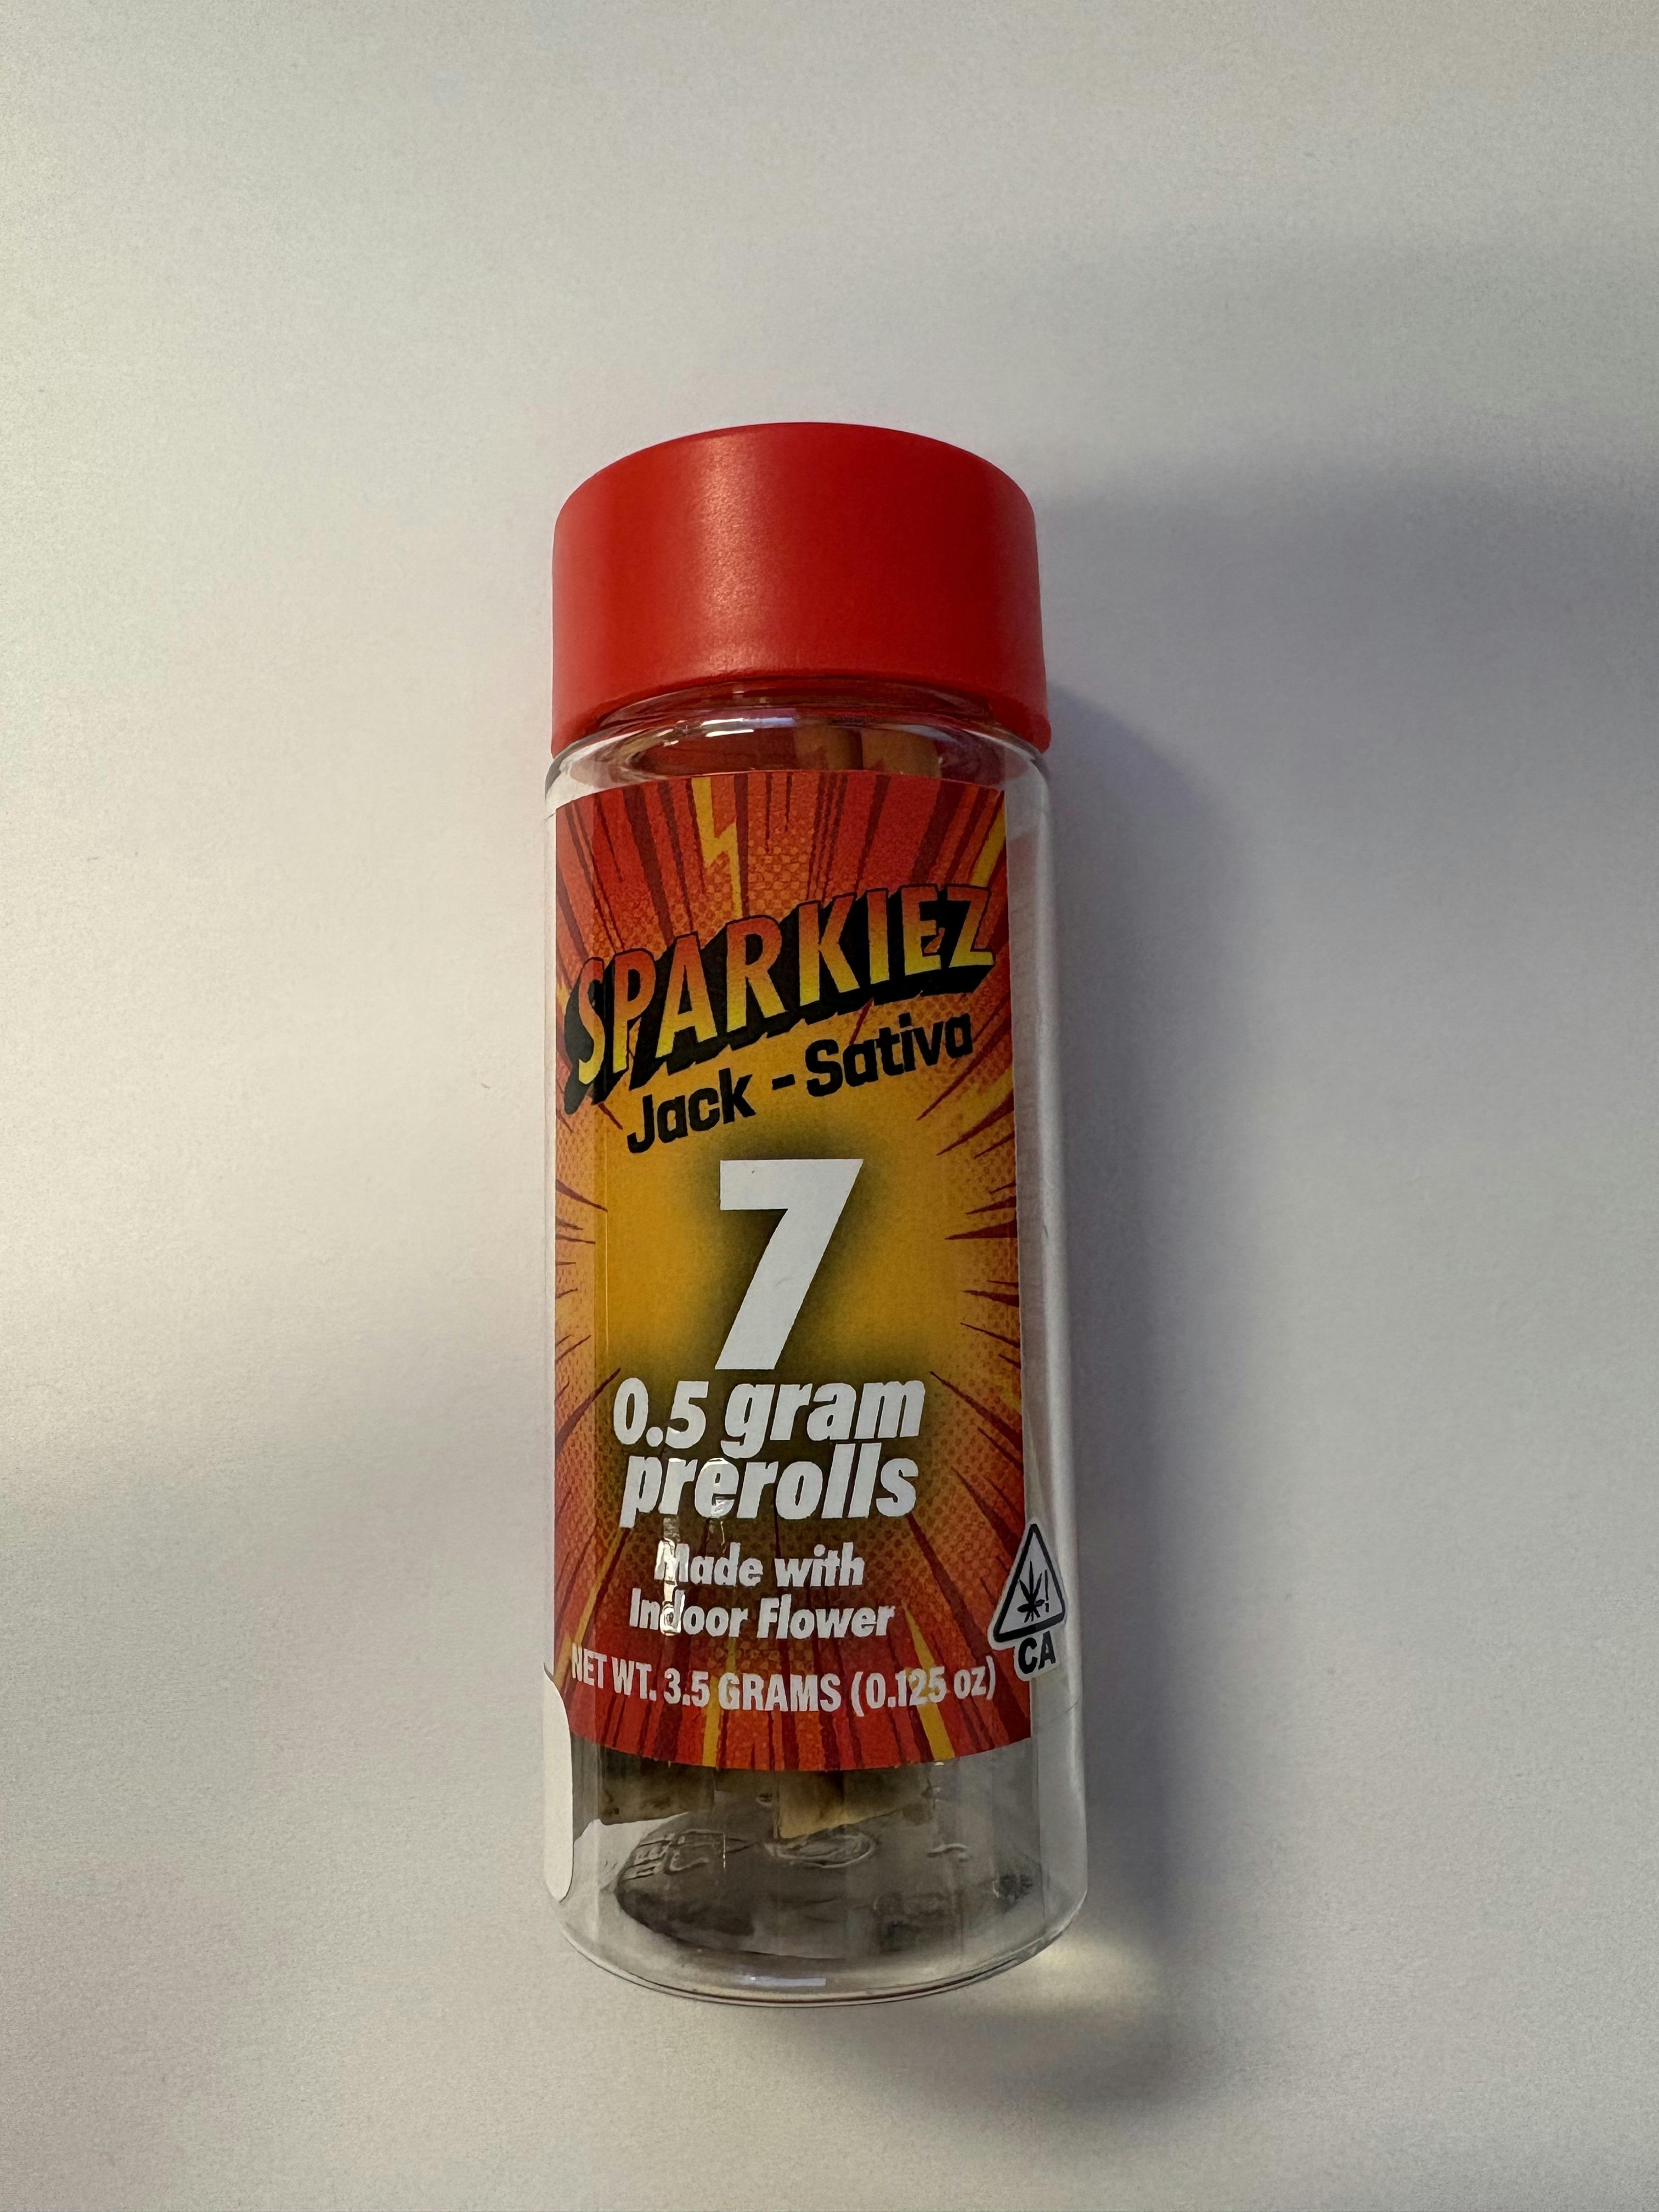 SPARKIEZ
Jack - Sativa
7
0.5 gram
prerolls
Made with
Indoor Flower
NET WT. 3.5 GRAMS (0.125 oz)
!
CA